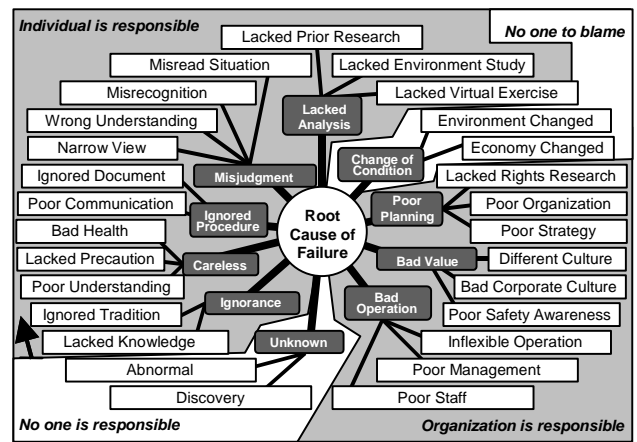 Individual is responsible
No one to blame
Lacked Prior Research
Misread Situation
Lacked Environment Study
Misrecognition
Lacked Virtual Exercise
Lacked
Analysis
Wrong Understanding
Environment Changed
Narrow View
Change of
Condition
Economy Changed
Ignored Document
Misjudgment
Lacked Rights Research
Poor Communication
Ignored
Procedure
Root
Cause of
Failure
Poor
Planning
Poor Organization
Bad Health
Poor Strategy
Lacked Precaution
Careless
Bad Value
Different Culture
Poor Understanding
Bad Corporate Culture
Ignored Tradition
Ignorance
Bad
Operation
Poor Safety Awareness
Lacked Knowledge
Unknown
Inflexible Operation
Abnormal
Poor Management
Discovery
Poor Staff
No one is responsible
Organization is responsible